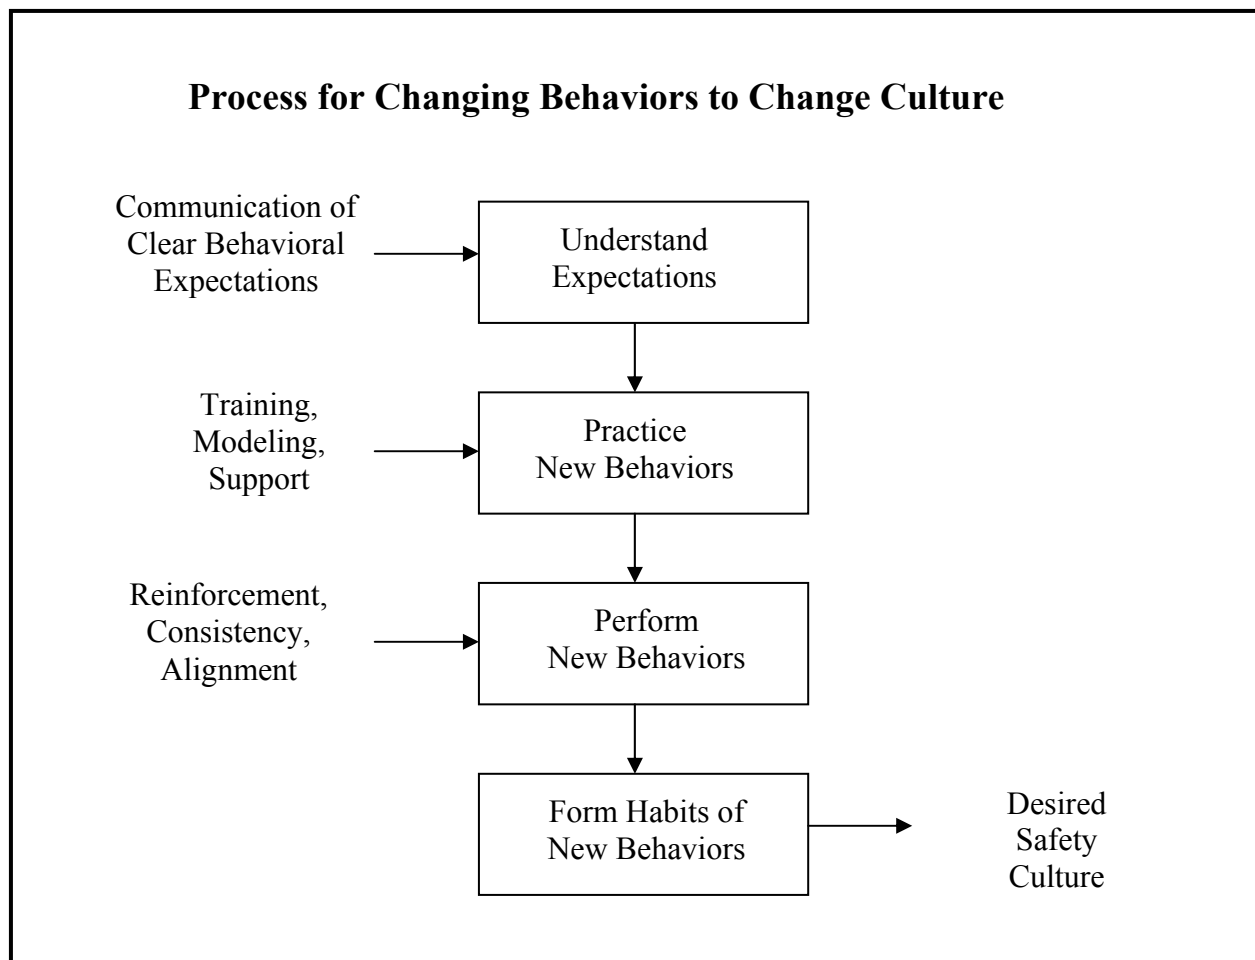 Process for Changing Behaviors to Change Culture
Communication of
Clear Behavioral
Expectations
Understand
Expectations
Training,
Modeling,
Support
Practice
New Behaviors
Reinforcement,
Consistency,
Alignment
Perform
New Behaviors
Form Habits of
New Behaviors
Desired
Safety
Culture